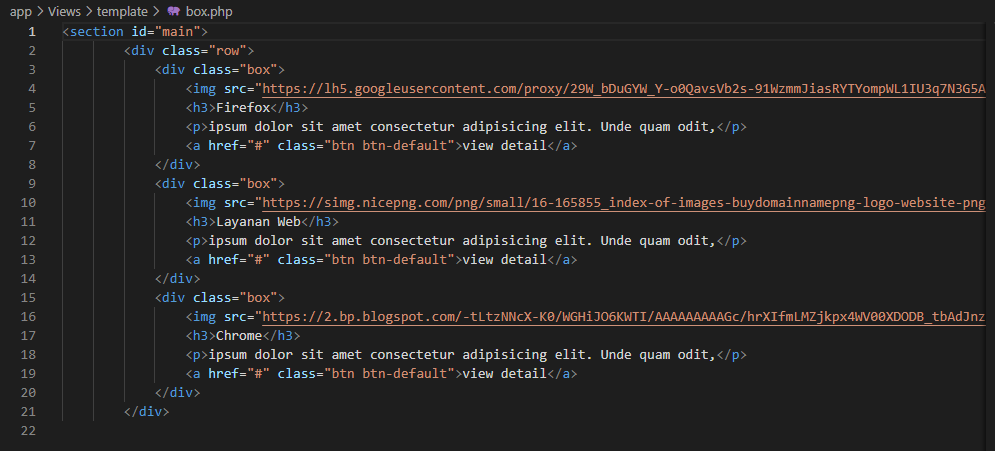 app > Views > template > box.php
1 <section id="main">
2 <div class="row">
3 <div class="box">
4 <img src="https://lh5.googleusercontent.com/proxy/29W_bDuGYW_Y-o0QavsVb2s-91WzmmJiasRYTYompWL1IU3q7N3G5A
5 <h3>Firefox</h3>
6 <p>ipsum dolor sit amet consectetur adipisicing elit. Unde quam odit,</p>
7 <a href="#" class="btn btn-default">view detail</a>
8 </div>
9 <div class="box">
10 <img src="https://simg.nicepng.com/png/small/16-165855_index-of-images-buydomainnamepng-logo-website-png
11 <h3>Layanan Web</h3>
12 <p>ipsum dolor sit amet consectetur adipisicing elit. Unde quam odit,</p>
13 <a href="#" class="btn btn-default">view detail</a>
14 </div>
15 <div class="box">
16 <img src="https://2.bp.blogspot.com/-tLtzNNcX-K0/WGHiJO6KWTI/AAAAAAAAAGc/hrXIfmLMZjkpx4WV00XDODB_tbAdJnz
17 <h3>Chrome</h3>
18 <p>ipsum dolor sit amet consectetur adipisicing elit. Unde quam odit,</p>
19 <a href="#" class="btn btn-default">view detail</a>
20 </div>
21 </div>
22